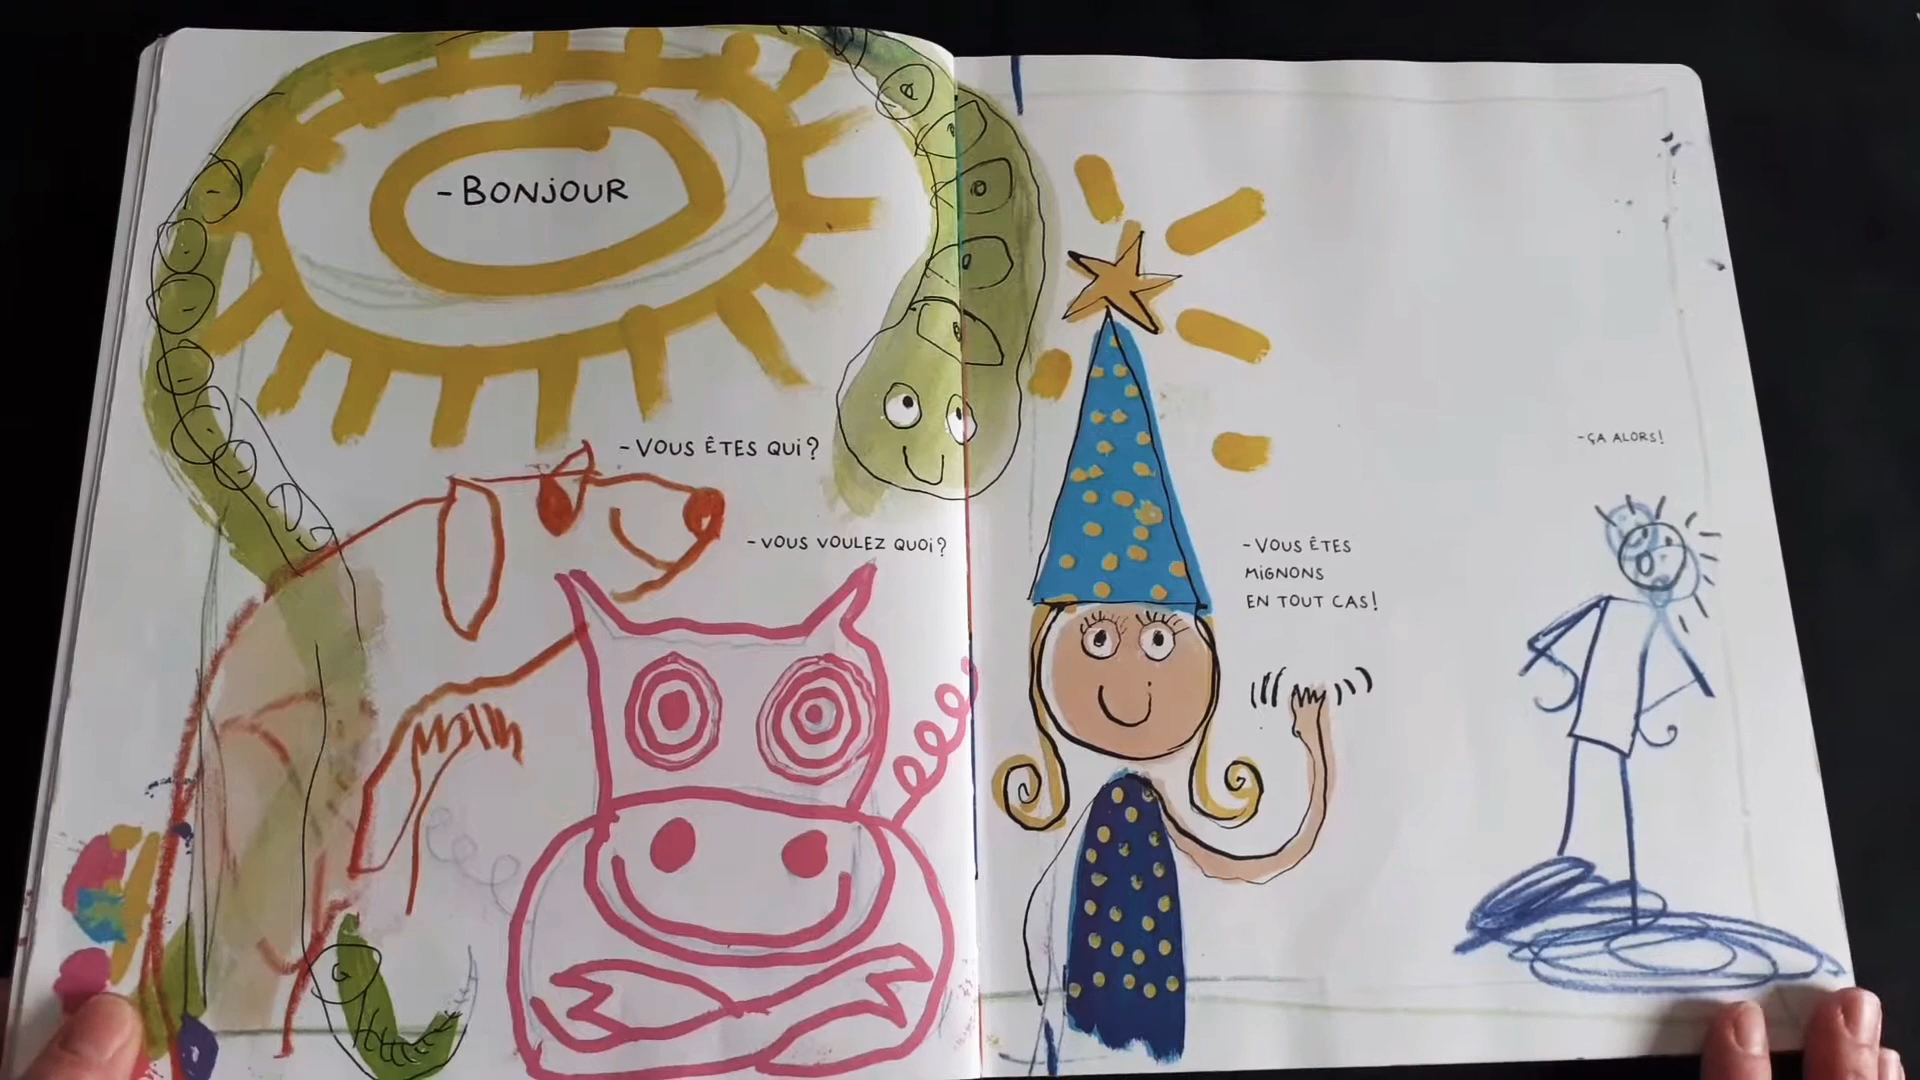 -BONJOUR
-VOUS ÊTES QUI?
-VOUS VOULEZ QUOI?
-ÇA ALORS!
-VOUS ÊTES
MIGNONS
EN TOUT CAS!